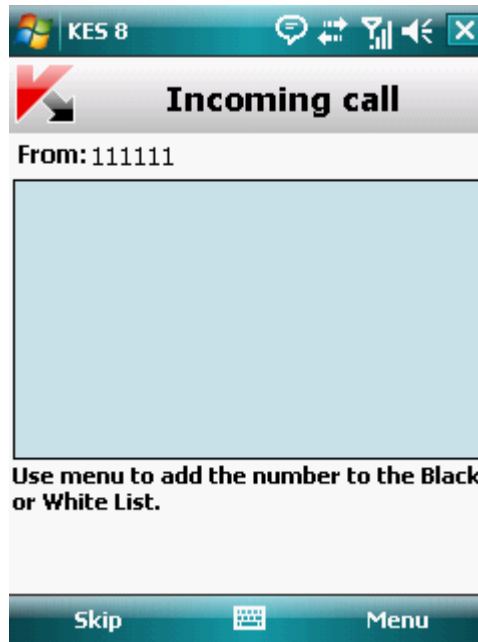 KES 8
Incoming call
From: 111111
Use menu to add the number to the Black
or White List.
Skip
Menu